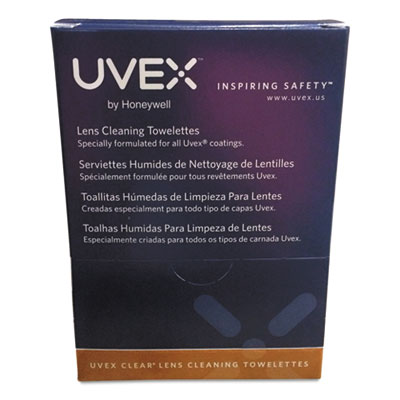 UVEX™
by Honeywell
INSPIRING SAFETY™
www.uvex.us
Lens Cleaning Towelettes
Specially formulated for all Uvex® coatings.
Serviettes Humides de Nettoyage de Lentilles
Spécialement formulée pour tous revêtements Uvex.
Toallitas Húmedas de Limpieza Para Lentes
Creadas especialment para todo tipo de capas Uvex.
Toalhas Humidas Para Limpeza de Lentes
Especialmente criadas para todos os tipos de carnada Uvex.
UVEX CLEAR® LENS CLEANING TOWELETTES